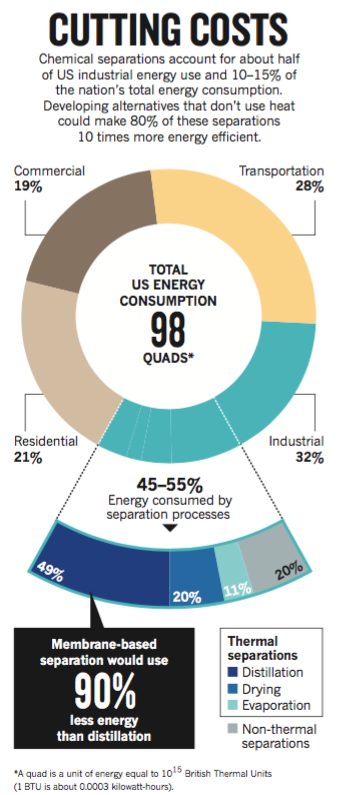 CUTTING COSTS
Chemical separations account for about half
of US industrial energy use and 10–15% of
the nation's total energy consumption.
Developing alternatives that don't use heat
could make 80% of these separations
10 times more energy efficient.
Commercial
19%
Transportation
28%
TOTAL
US ENERGY
CONSUMPTION
98
QUADS*
Residential
21%
Industrial
32%
45–55%
Energy consumed by
separation processes
49%
20%
11%
20%
Membrane-based
separation would use
90%
less energy
than distillation
Thermal
separations
Distillation
Drying
Evaporation
Non-thermal
separations
*A quad is a unit of energy equal to 10¹⁵ British Thermal Units
(1 BTU is about 0.0003 kilowatt-hours).